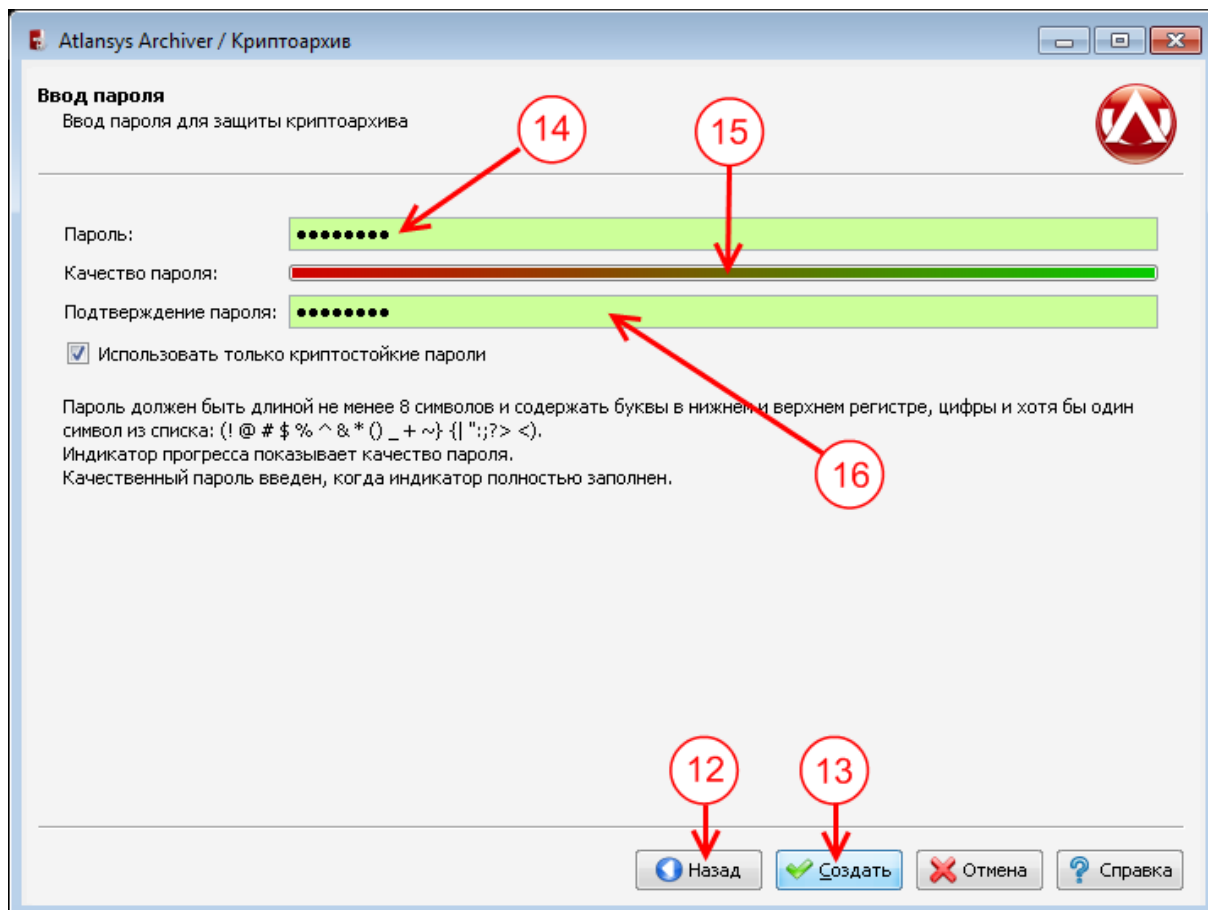 Atlansys Archiver / Криптоархив
Ввод пароля
Ввод пароля для защиты криптоархива
14
15
Пароль: ●●●●●●●●
Качество пароля:
Подтверждение пароля: ●●●●●●●●
Использовать только криптостойкие пароли
Пароль должен быть длиной не менее 8 символов и содержать буквы в нижнем и верхнем регистре, цифры и хотя бы один
символ из списка: (! @ # $ % ^ & * () _ + ~} {| ":;?> <).
Индикатор прогресса показывает качество пароля.
Качественный пароль введен, когда индикатор полностью заполнен.
16
12
13
Назад
Создать
Отмена
Справка